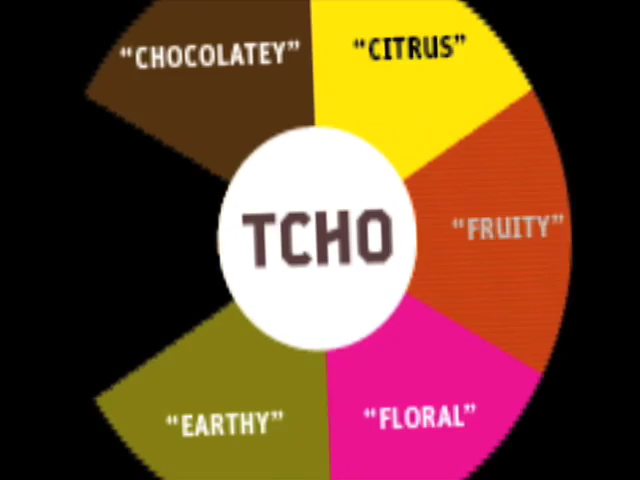 “CHOCOLATEY”
“CITRUS”
“FRUITY”
TCHO
“EARTHY”
“FLORAL”